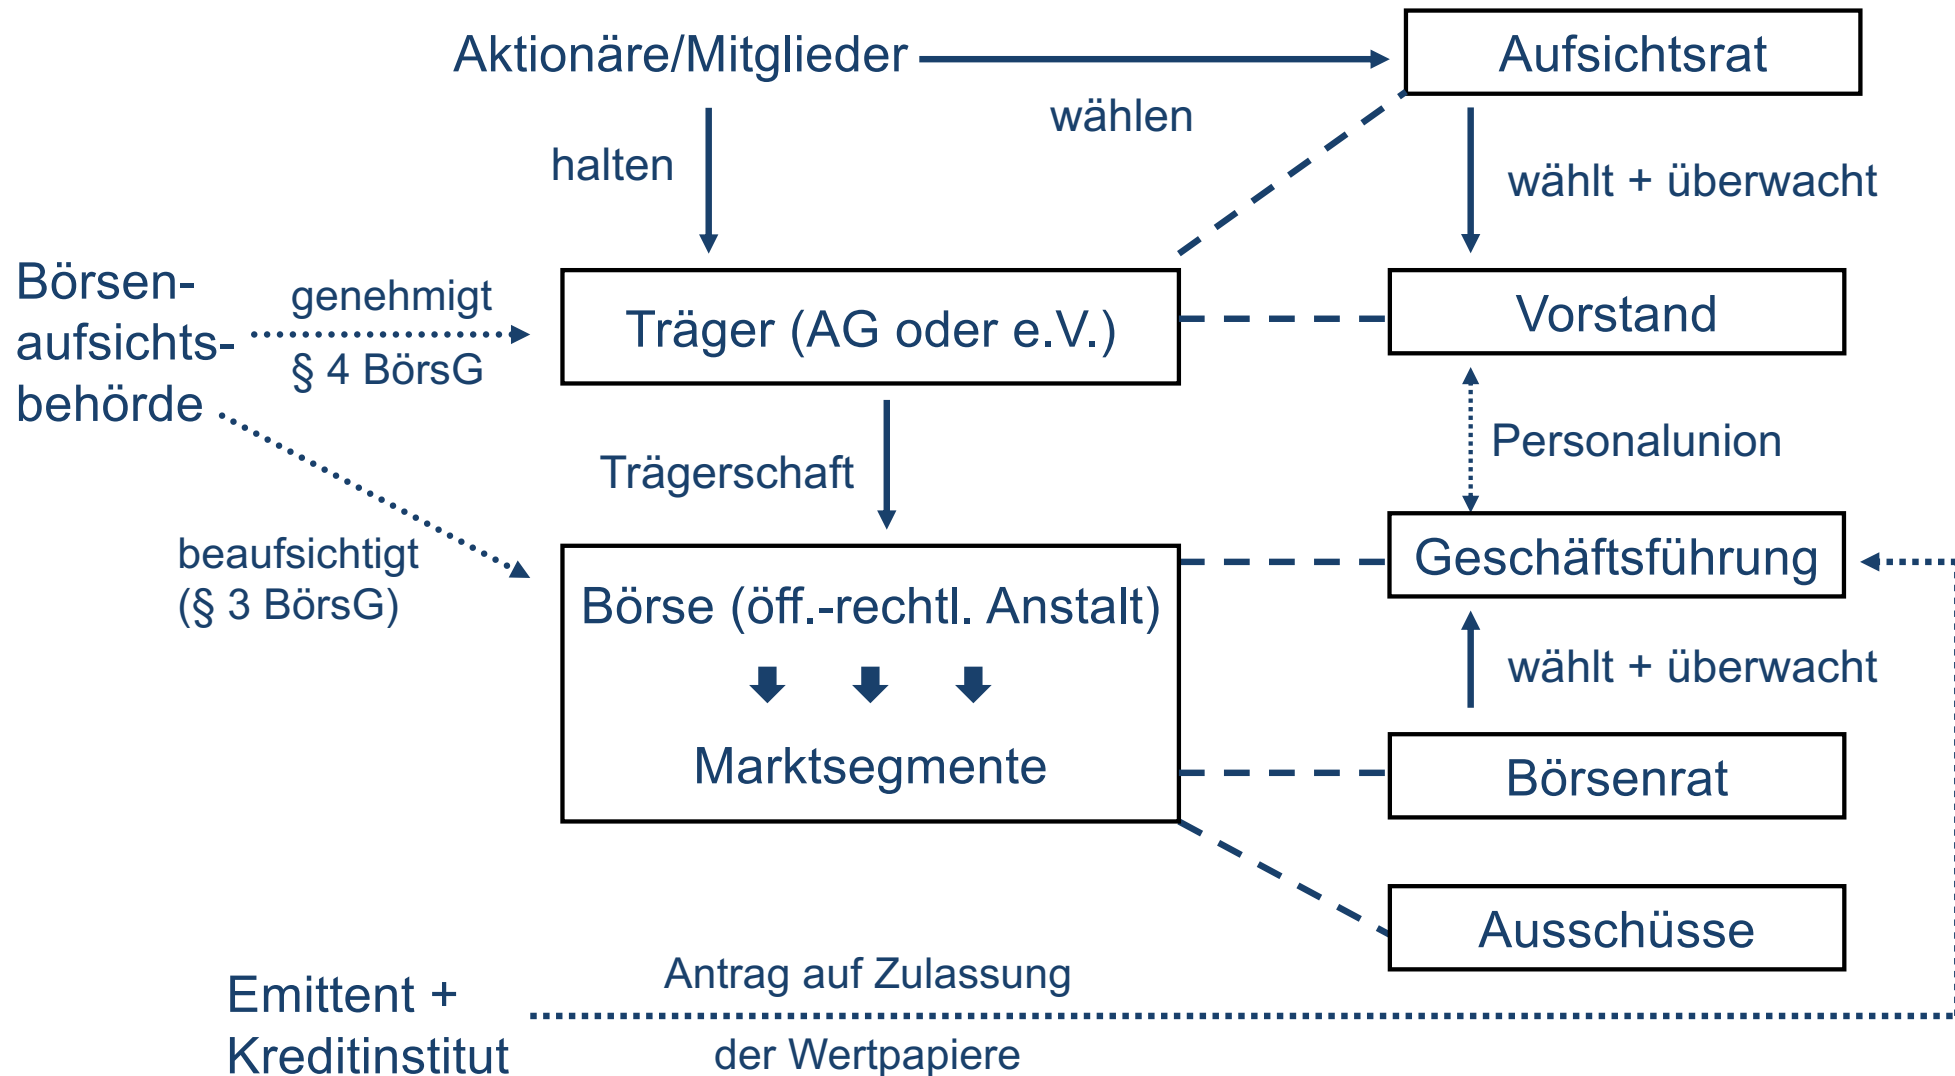 Aktionäre/Mitglieder
Aufsichtsrat
wählen
halten
wählt + überwacht
Börsen-
aufsichts-
behörde
genehmigt
§ 4 BörsG
Träger (AG oder e.V.)
Vorstand
Personalunion
Trägerschaft
beaufsichtigt
(§ 3 BörsG)
Börse (öff.-rechtl. Anstalt)
Geschäftsführung
wählt + überwacht
Marktsegmente
Börsenrat
Ausschüsse
Emittent +
Kreditinstitut
Antrag auf Zulassung
der Wertpapiere